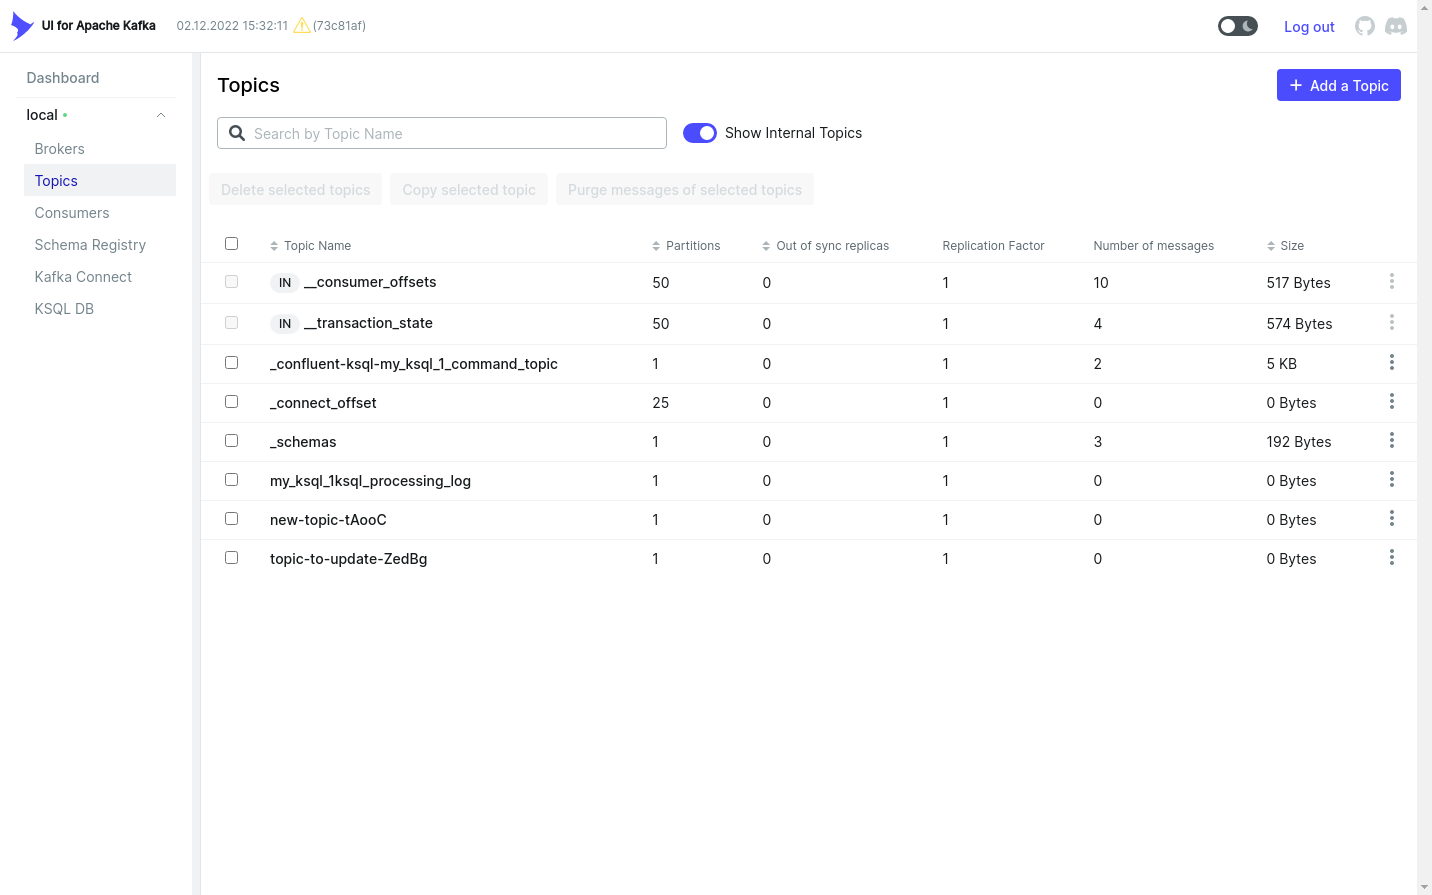 UI for Apache Kafka 02.12.2022 15:32:11 (73c81af) Log out
Dashboard
local
Brokers
Topics
Consumers
Schema Registry
Kafka Connect
KSQL DB
Topics
Add a Topic
Search by Topic Name
Show Internal Topics
Delete selected topics Copy selected topic Purge messages of selected topics
Topic Name Partitions Out of sync replicas Replication Factor Number of messages Size
IN __consumer_offsets 50 0 1 10 517 Bytes
IN __transaction_state 50 0 1 4 574 Bytes
_confluent-ksql-my_ksql_1_command_topic 1 0 1 2 5 KB
_connect_offset 25 0 1 0 0 Bytes
_schemas 1 0 1 3 192 Bytes
my_ksql_1ksql_processing_log 1 0 1 0 0 Bytes
new-topic-tAooC 1 0 1 0 0 Bytes
topic-to-update-ZedBg 1 0 1 0 0 Bytes